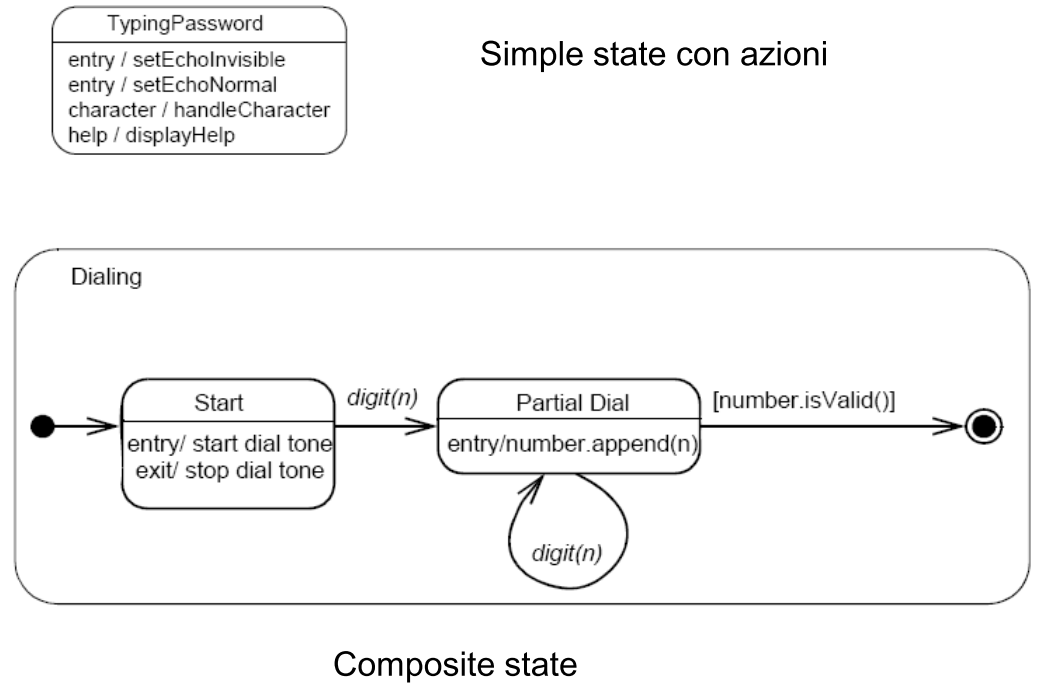 TypingPassword
entry / setEchoInvisible
entry / setEchoNormal
character / handleCharacter
help / displayHelp
Simple state con azioni
Dialing
Start
entry/ start dial tone
exit/ stop dial tone
digit(n)
Partial Dial
entry/number.append(n)
digit(n)
[number.isValid()]
Composite state